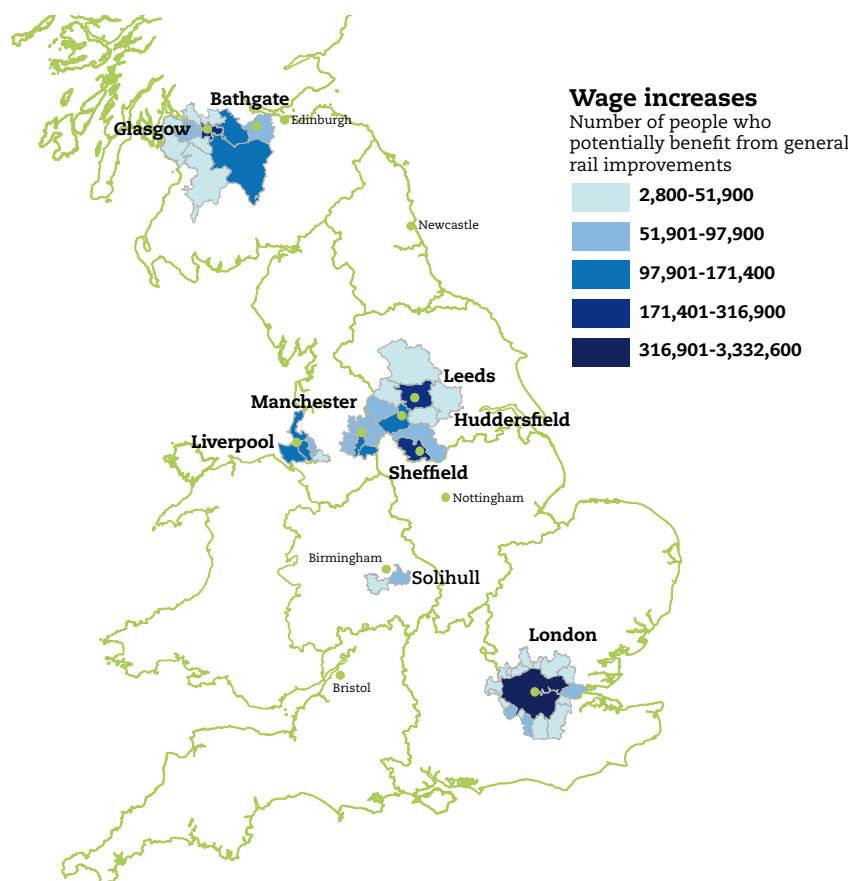 Wage increases
Number of people who
potentially benefit from general
rail improvements
2,800-51,900
51,901-97,900
97,901-171,400
171,401-316,900
316,901-3,332,600
Bathgate
Glasgow
Edinburgh
Newcastle
Leeds
Manchester
Huddersfield
Liverpool
Sheffield
Nottingham
Birmingham
Solihull
London
Bristol